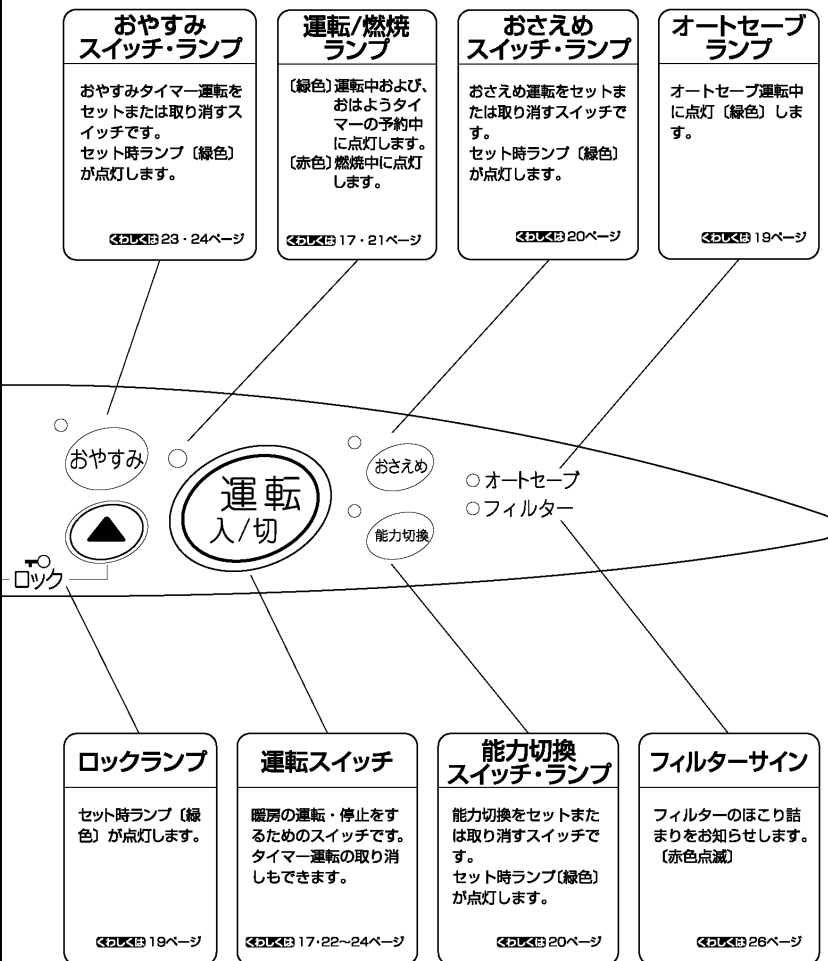 おやすみ
スイッチ・ランプ
おやすみタイマー運転を
セットまたは取り消すス
イッチです。
セット時ランプ〔緑色〕
が点灯します。
くわしくは 23・24ページ
運転/燃焼
ランプ
〔緑色〕運転中および、
おはようタイ
マーの予約中
に点灯します。
〔赤色〕燃焼中に点灯
します。
くわしくは 17・21ページ
おさえめ
スイッチ・ランプ
おさえめ運転をセットま
たは取り消すスイッチで
す。
セット時ランプ〔緑色〕
が点灯します。
くわしくは 20ページ
オートセーブ
ランプ
オートセーブ運転中
に点灯〔緑色〕しま
す。
くわしくは 19ページ
おやすみ
運転
入/切
おさえめ
能力切換
オートセーブ
フィルター
ロック
ロックランプ
セット時ランプ〔緑
色〕が点灯します。
くわしくは 19ページ
運転スイッチ
暖房の運転・停止をす
るためのスイッチです。
タイマー運転の取り消
しもできます。
くわしくは 17・22〜24ページ
能力切換
スイッチ・ランプ
能力切換をセットまた
は取り消すスイッチで
す。
セット時ランプ〔緑色〕
が点灯します。
くわしくは 20ページ
フィルターサイン
フィルターのほこり詰
まりをお知らせします。
〔赤色点滅〕
くわしくは 26ページ